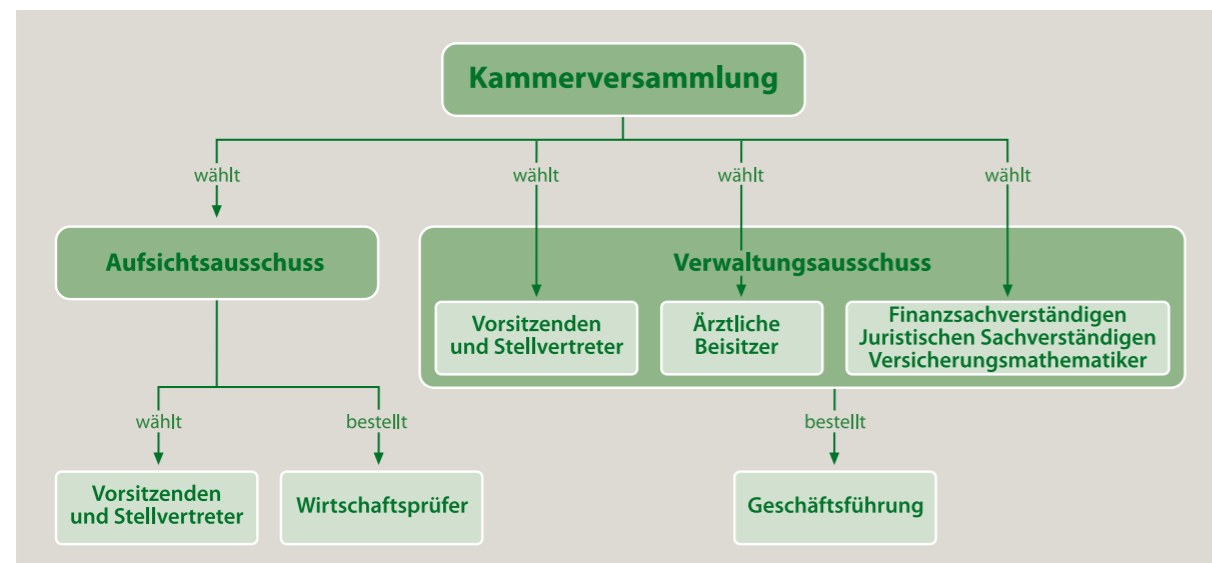 Kammerversammlung
wählt
wählt
wählt
wählt
Aufsichtsausschuss
Verwaltungsausschuss
Vorsitzenden
und Stellvertreter
Ärztliche
Beisitzer
Finanzsachverständigen
Juristischen Sachverständigen
Versicherungsmathematiker
wählt
bestellt
bestellt
Vorsitzenden
und Stellvertreter
Wirtschaftsprüfer
Geschäftsführung